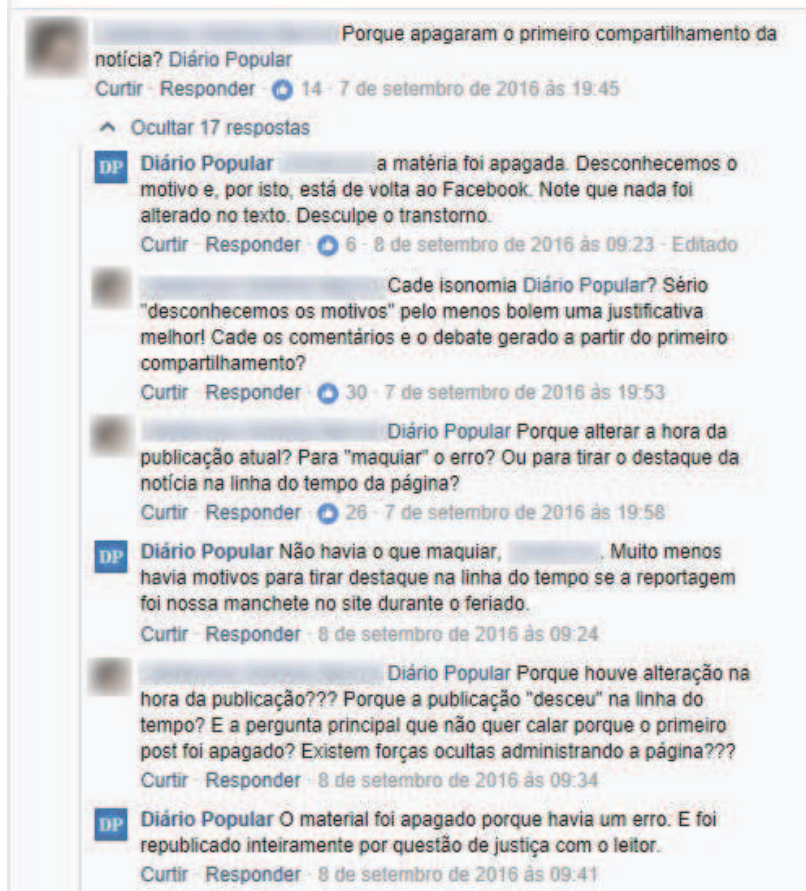 Porque apagaram o primeiro compartilhamento da
notícia? Diário Popular
Curtir · Responder · 14 · 7 de setembro de 2016 às 19:45
Ocultar 17 respostas
DP Diário Popular a matéria foi apagada. Desconhecemos o
motivo e, por isto, está de volta ao Facebook. Note que nada foi
alterado no texto. Desculpe o transtorno.
Curtir · Responder · 6 · 8 de setembro de 2016 às 09:23 · Editado
Cade isonomia Diário Popular? Sério
"desconhecemos os motivos" pelo menos bolem uma justificativa
melhor! Cade os comentários e o debate gerado a partir do primeiro
compartilhamento?
Curtir · Responder · 30 · 7 de setembro de 2016 às 19:53
Diário Popular Porque alterar a hora da
publicação atual? Para "maquiar" o erro? Ou para tirar o destaque da
notícia na linha do tempo da página?
Curtir · Responder · 26 · 7 de setembro de 2016 às 19:58
DP Diário Popular Não havia o que maquiar, . Muito menos
havia motivos para tirar destaque na linha do tempo se a reportagem
foi nossa manchete no site durante o feriado.
Curtir · Responder · 8 de setembro de 2016 às 09:24
Diário Popular Porque houve alteração na
hora da publicação??? Porque a publicação "desceu" na linha do
tempo? E a pergunta principal que não quer calar porque o primeiro
post foi apagado? Existem forças ocultas administrando a página???
Curtir · Responder · 8 de setembro de 2016 às 09:34
DP Diário Popular O material foi apagado porque havia um erro. E foi
republicado inteiramente por questão de justiça com o leitor.
Curtir · Responder · 8 de setembro de 2016 às 09:41